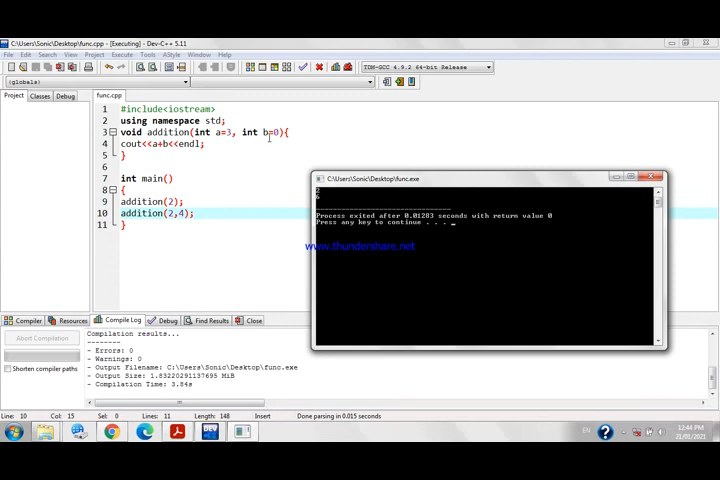 C:\Users\Sonic\Desktop\func.cpp - [Executing] - Dev-C++ 5.11
File Edit Search View Project Execute Tools AStyle Window Help
TDM-GCC 4.9.2 64-bit Release
(globals)
Project Classes Debug
func.cpp
1 #include<iostream>
2 using namespace std;
3 void addition(int a=3, int b=0){
4 cout<<a+b<<endl;
5 }
6
7 int main()
8 {
9 addition(2);
10 addition(2,4);
11 }
C:\Users\Sonic\Desktop\func.exe
2
6
--------------------------------
Process exited after 0.01283 seconds with return value 0
Press any key to continue . . . _
www.thundershare.net
Compiler Resources Compile Log Debug Find Results Close
Abort Compilation
Shorten compiler paths
Compilation results...
--------
- Errors: 0
- Warnings: 0
- Output Filename: C:\Users\Sonic\Desktop\func.exe
- Output Size: 1.83220291137695 MiB
- Compilation Time: 3.84s
Line: 10 Col: 15 Sel: 0 Lines: 11 Length: 148 Insert Done parsing in 0.015 seconds
EN
12:44 PM
21/01/2021